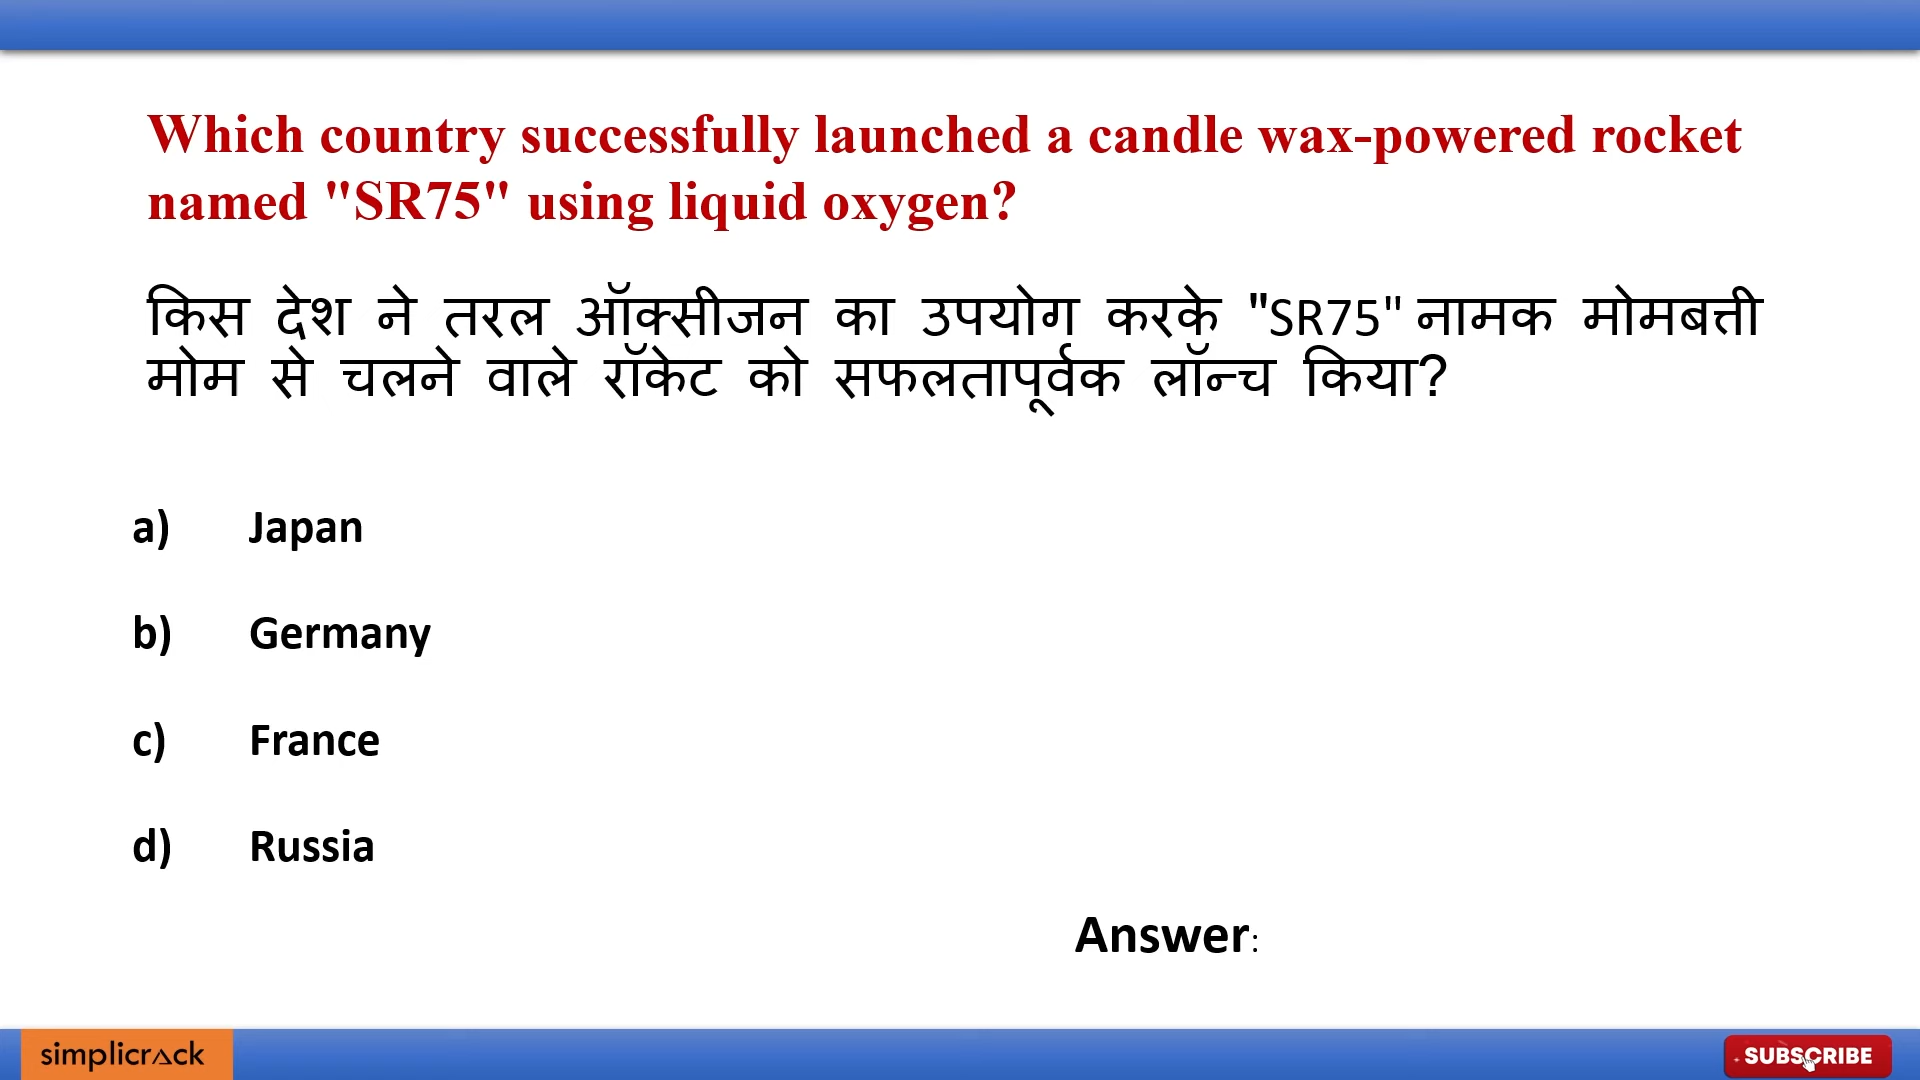 Which country successfully launched a candle wax-powered rocket
named "SR75" using liquid oxygen?
किस देश ने तरल ऑक्सीजन का उपयोग करके "SR75" नामक मोमबत्ती
मोम से चलने वाले रॉकेट को सफलतापूर्वक लॉन्च किया?
a) Japan
b) Germany
c) France
d) Russia
Answer:
simplicrack
SUBSCRIBE